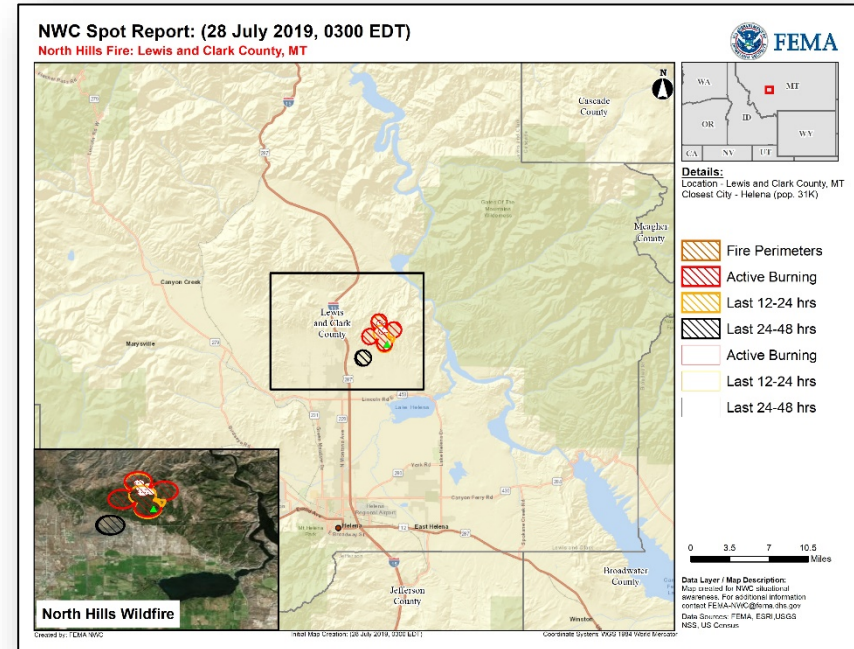 NWC Spot Report: (28 July 2019, 0300 EDT)
North Hills Fire: Lewis and Clark County, MT
FEMA
N
Cascade
County
Meagher
County
Canyon Creek
Marysville
Lewis
and Clark
County
Lincoln Rd
Lake Helena
York Rd
Helena
Regional Airport
Canyon Ferry Rd
Helena
East Helena
Jefferson
County
Broadwater
County
Winston
North Hills Wildfire
WA
MT
OR
ID
WY
CA
NV
UT
Details:
Location - Lewis and Clark County, MT
Closest City - Helena (pop. 31K)
Fire Perimeters
Active Burning
Last 12-24 hrs
Last 24-48 hrs
Active Burning
Last 12-24 hrs
Last 24-48 hrs
0 3.5 7 10.5
Miles
Data Layer / Map Description:
Map created for NWC situational
awareness. For additional information
contact FEMA-NWC@fema.dhs.gov
Data Sources: FEMA, ESRI,USGS
NSS, US Census
Created by: FEMA NWC
Initial Map Creation: (28 July 2019, 0300 EDT)
Coordinate System: WGS 1984 World Mercator